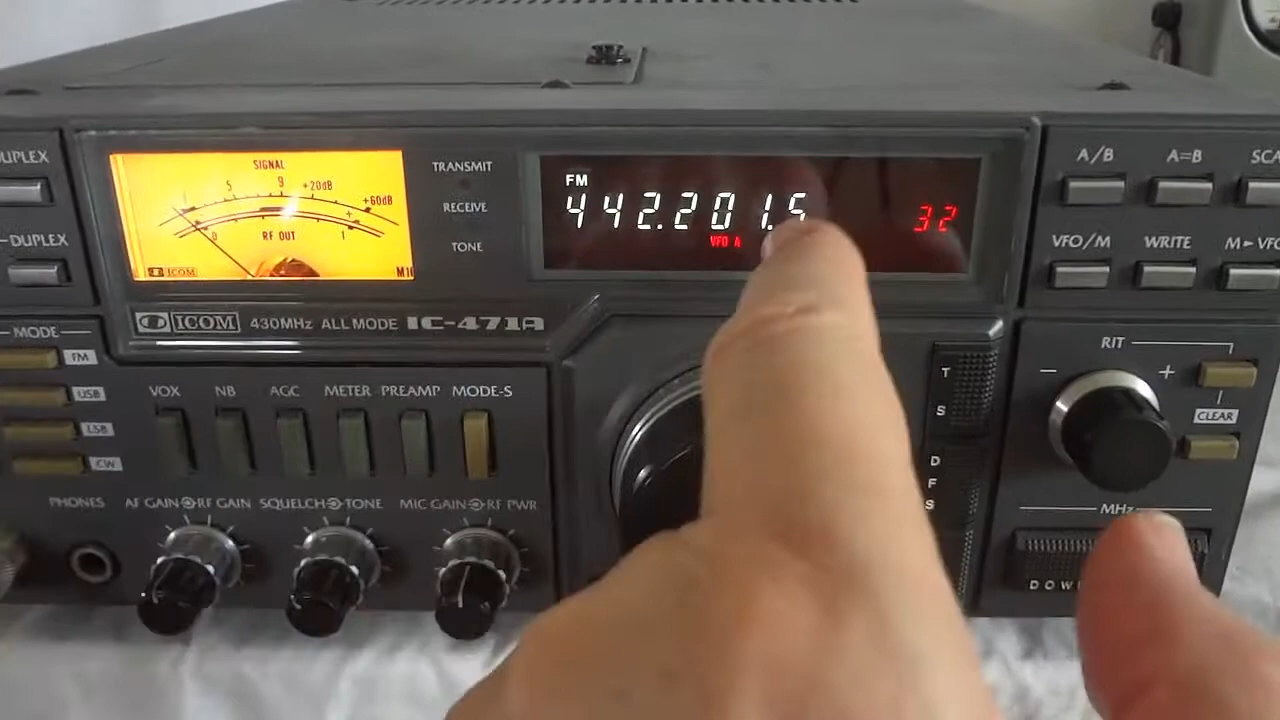 DUPLEX
DUPLEX
SIGNAL
5 9 +20dB +60dB
0 RF OUT 1
ICOM
TRANSMIT
RECEIVE
TONE
FM
442.201.5
VFO A
32
A/B A=B
VFO/M WRITE
ICOM 430MHz ALL MODE IC-471A
MODE
FM
USB
LSB
CW
VOX NB AGC METER PREAMP MODE-S
PHONES AF GAIN RF GAIN SQUELCH TONE MIC GAIN RF PWR
T
S
D
F
S
RIT
- +
CLEAR
MHz